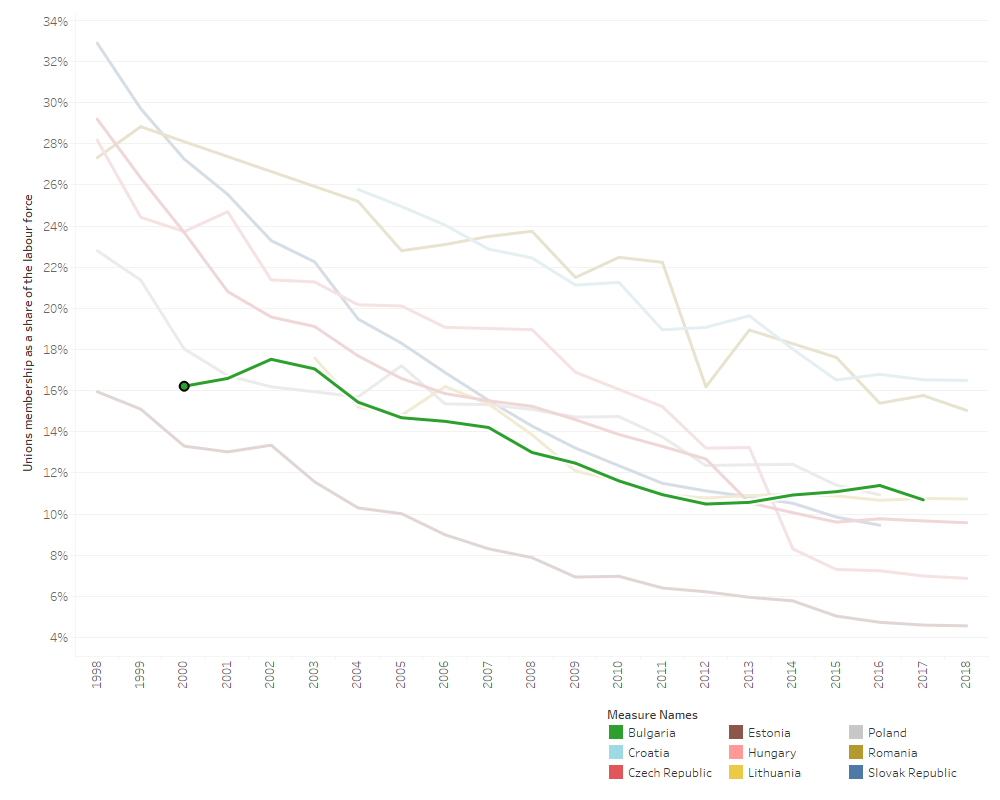 34%
32%
30%
28%
26%
24%
22%
20%
18%
16%
14%
12%
10%
8%
6%
4%
Unions membership as a share of the labour force
1998 1999 2000 2001 2002 2003 2004 2005 2006 2007 2008 2009 2010 2011 2012 2013 2014 2015 2016 2017 2018
Measure Names
Bulgaria Estonia Poland
Croatia Hungary Romania
Czech Republic Lithuania Slovak Republic